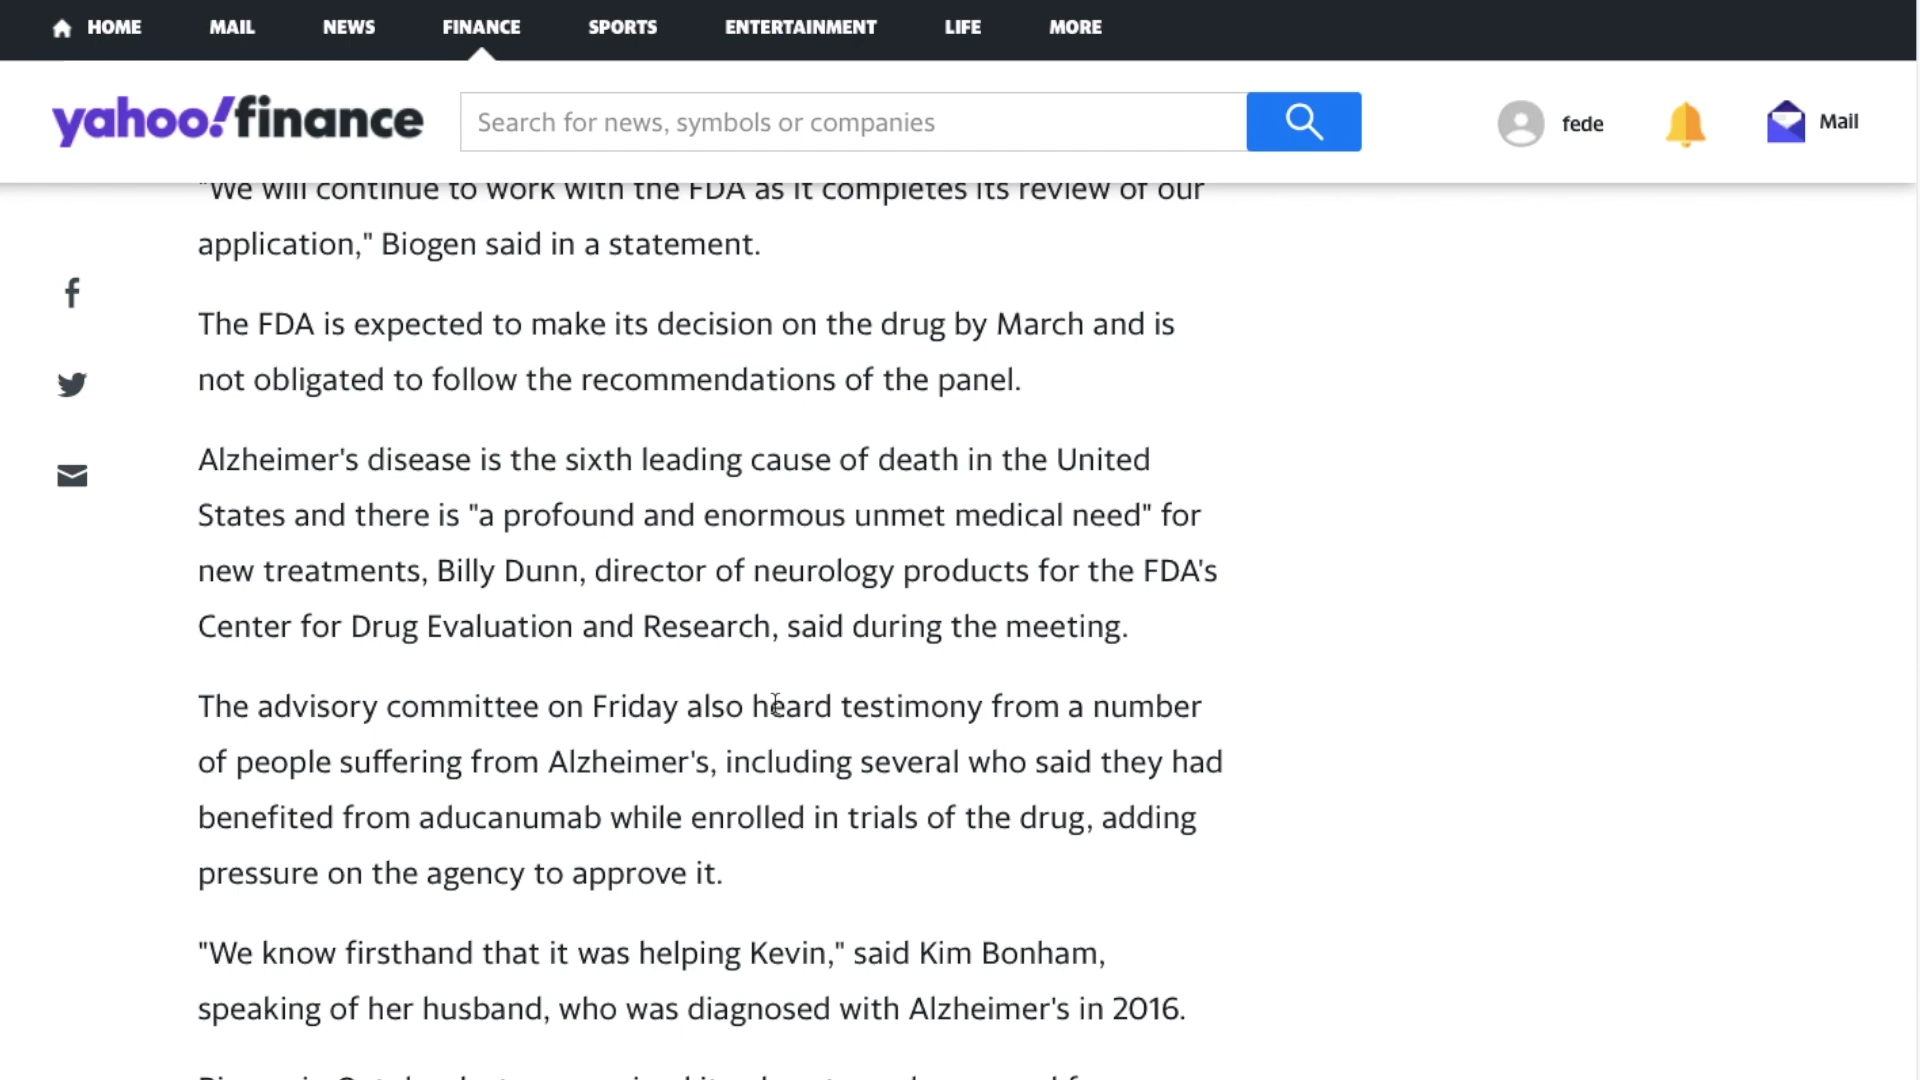 HOME MAIL NEWS FINANCE SPORTS ENTERTAINMENT LIFE MORE
yahoo!finance Search for news, symbols or companies fede Mail
"We will continue to work with the FDA as it completes its review of our
application," Biogen said in a statement.
The FDA is expected to make its decision on the drug by March and is
not obligated to follow the recommendations of the panel.
Alzheimer's disease is the sixth leading cause of death in the United
States and there is "a profound and enormous unmet medical need" for
new treatments, Billy Dunn, director of neurology products for the FDA's
Center for Drug Evaluation and Research, said during the meeting.
The advisory committee on Friday also heard testimony from a number
of people suffering from Alzheimer's, including several who said they had
benefited from aducanumab while enrolled in trials of the drug, adding
pressure on the agency to approve it.
"We know firsthand that it was helping Kevin," said Kim Bonham,
speaking of her husband, who was diagnosed with Alzheimer's in 2016.